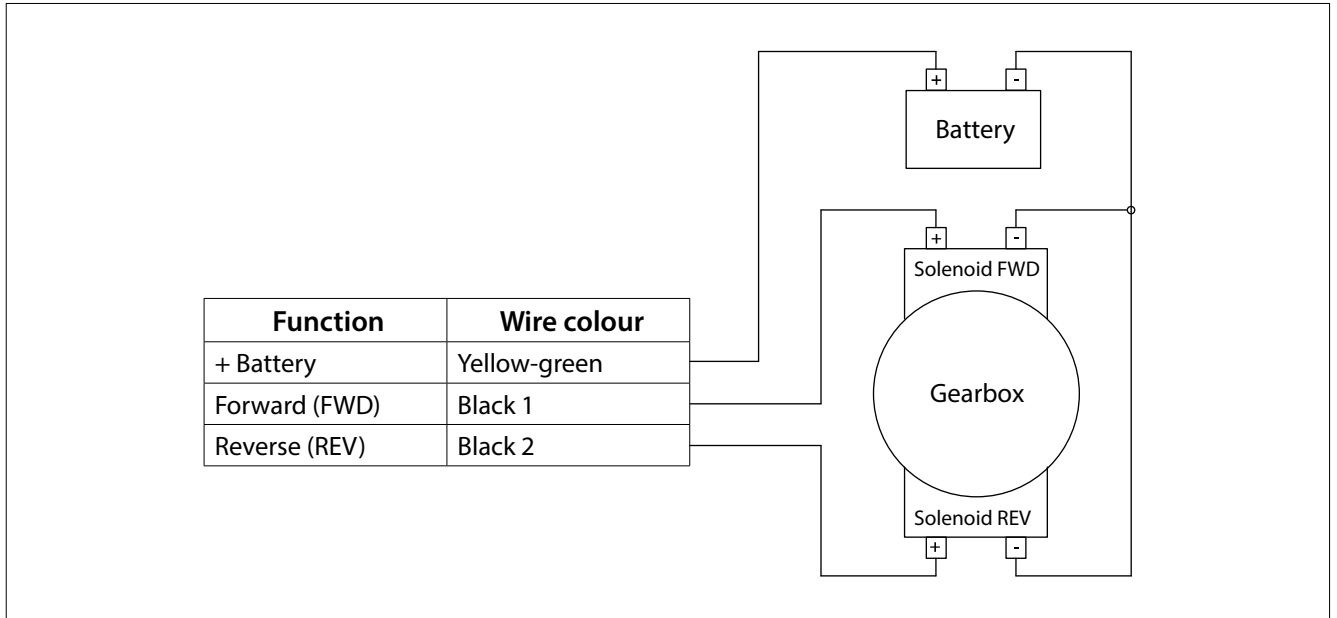 + -
Battery
+ -
Solenoid FWD
Function Wire colour
+ Battery Yellow-green
Forward (FWD) Black 1
Reverse (REV) Black 2
Gearbox
Solenoid REV
+ -